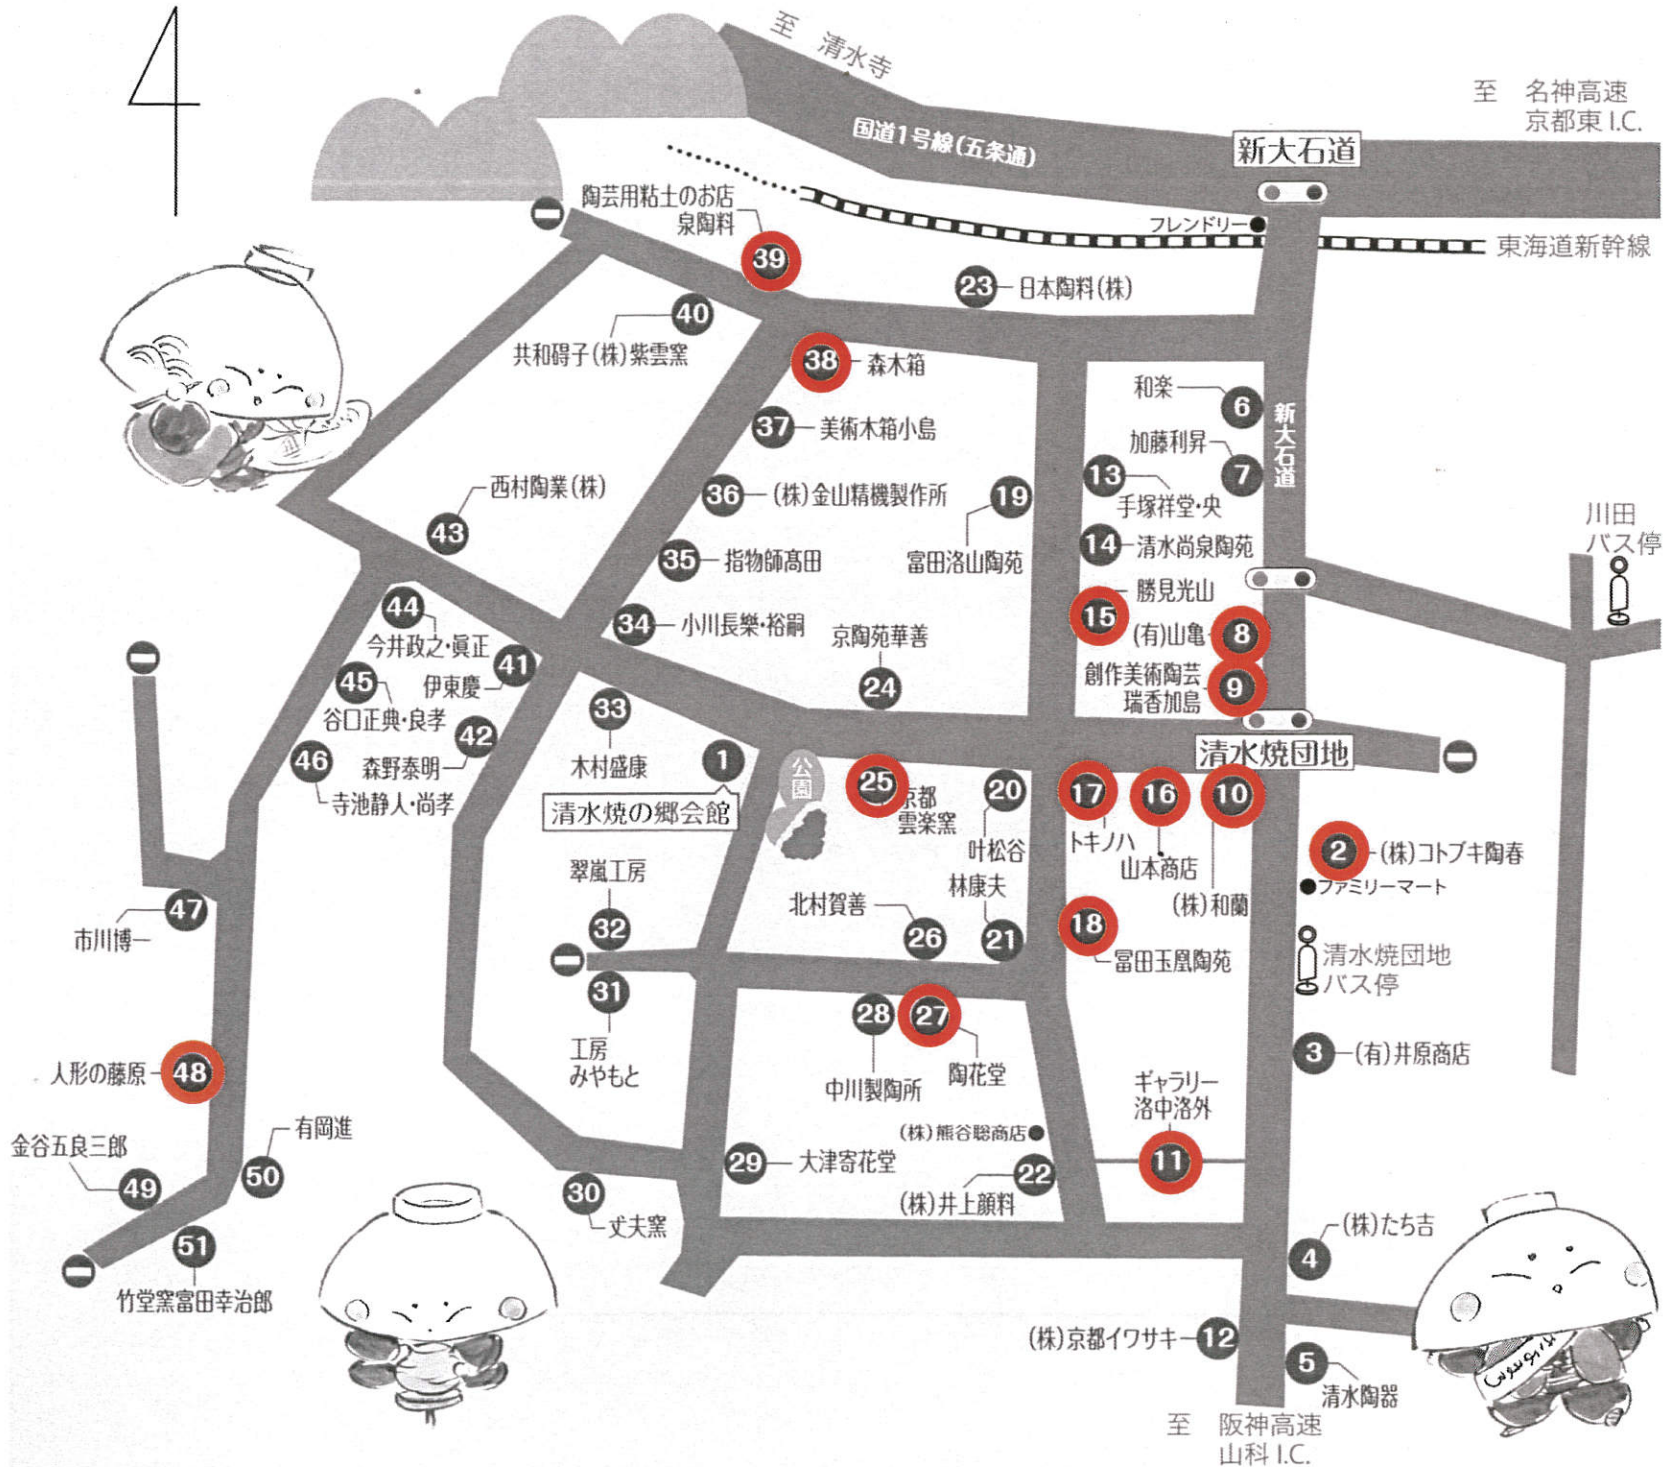 至 清水寺
至 名神高速
京都東 I.C.
国道1号線(五条通)
新大石道
フレンドリー
東海道新幹線
陶芸用粘土のお店
泉陶料
39
23 日本陶料(株)
40
共和碍子(株)紫雲窯
38 森木箱
和楽
6
新大石道
37 美術木箱小島
加藤利昇
7
13
手塚祥堂・央
西村陶業(株)
43
36 (株)金山精機製作所
19
富田洛山陶苑
14 清水尚泉陶苑
川田
バス停
35 指物師髙田
勝見光山
15
44
今井政之・眞正
34 小川長樂・裕嗣
京陶苑華善
24
(有)山亀 8
創作美術陶芸
瑞香加島
9
41
伊東慶
45
谷口正典・良孝
33
木村盛康
42
森野泰明
46
寺池静人・尚孝
1
清水焼の郷会館
公園
清水焼団地
25
京都
雲楽窯
20
叶松谷
17
トキノハ
16
山本商店
10
(株)和蘭
2 (株)コトブキ陶春
ファミリーマート
翠嵐工房
32
北村賀善
26
林康夫
21
18
冨田玉凰陶苑
清水焼団地
バス停
47
市川博
31
工房
みやもと
28
中川製陶所
27
陶花堂
3 (有)井原商店
人形の藤原 48
ギャラリー
洛中洛外
11
(株)熊谷聡商店
金谷五良三郎
49
有岡進
50
29 大津寄花堂
22
(株)井上顔料
30
丈夫窯
51
竹堂窯富田幸治郎
(株)たち吉
4
(株)京都イワサキ 12
5
清水陶器
至 阪神高速
山科 I.C.